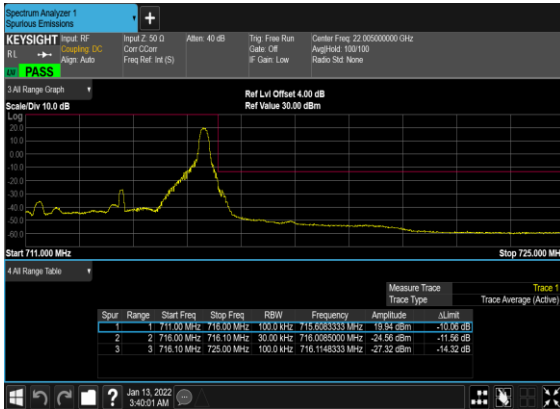 Spectrum Analyzer 1
Spurious Emissions
+
KEYSIGHT Input: RF Input Z: 50 Ω Atten: 40 dB Trig: Free Run Center Freq: 22.005000000 GHz
RL Coupling: DC Corr CCorr Gate: Off Avg|Hold: 100/100
Align: Auto Freq Ref: Int (S) IF Gain: Low Radio Std: None
PASS
3 All Range Graph
Ref Lvl Offset 4.00 dB
Scale/Div 10.0 dB Ref Value 30.00 dBm
Log
20.0
10.0
0.00
-10.0
-20.0
-30.0
-40.0
-50.0
-60.0
Start 711.000 MHz Stop 725.000 MH
4 All Range Table
Measure Trace Trace 1
Trace Type Trace Average (Active)
Spur Range Start Freq Stop Freq RBW Frequency Amplitude ΔLimit
1 1 711.00 MHz 716.00 MHz 100.0 kHz 715.6083333 MHz 19.94 dBm -10.06 dB
2 2 716.00 MHz 716.10 MHz 30.00 kHz 716.0085000 MHz -24.56 dBm -11.56 dB
3 3 716.10 MHz 725.00 MHz 100.0 kHz 716.1148333 MHz -27.32 dBm -14.32 dB
? Jan 13, 2022
3:40:01 AM